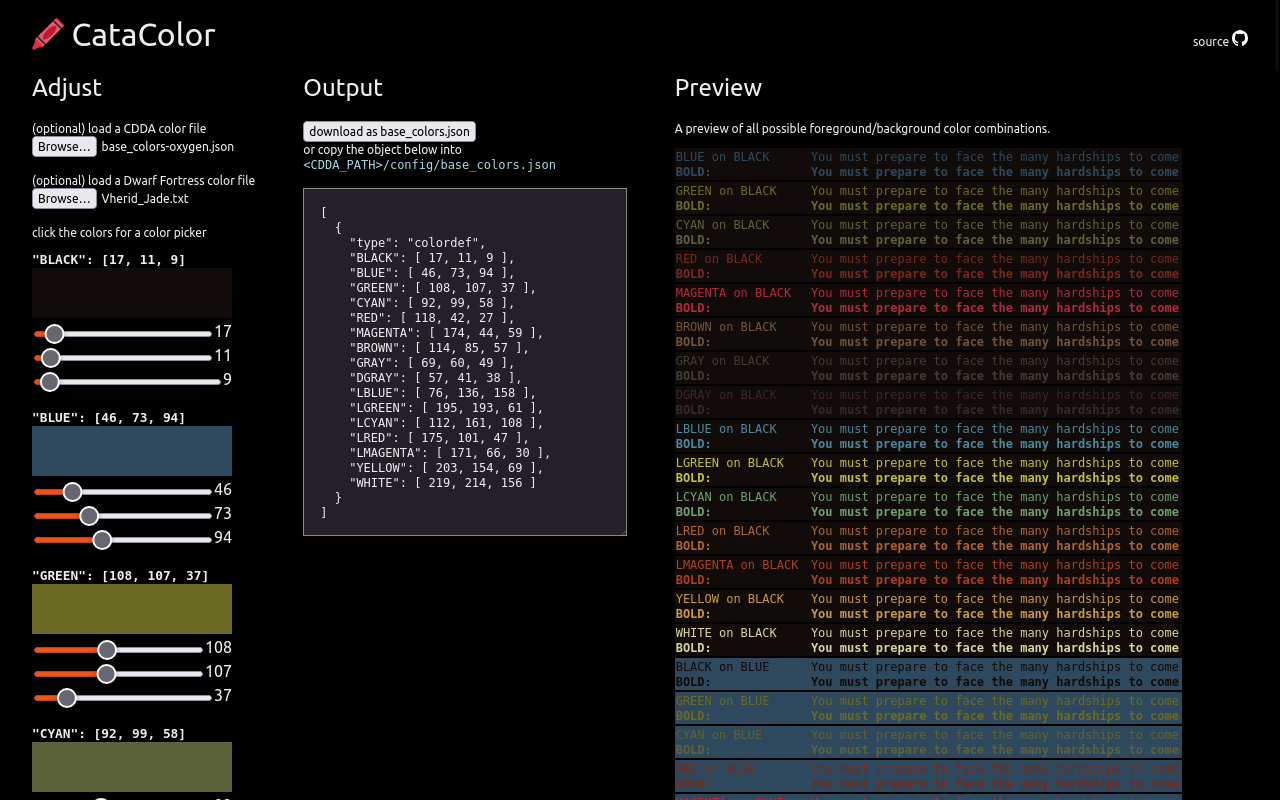 CataColor
source
Adjust
(optional) load a CDDA color file
Browse... base_colors-oxygen.json
(optional) load a Dwarf Fortress color file
Browse... Vherid_Jade.txt
click the colors for a color picker
"BLACK": [17, 11, 9]
17
11
9
"BLUE": [46, 73, 94]
46
73
94
"GREEN": [108, 107, 37]
108
107
37
"CYAN": [92, 99, 58]
Output
download as base_colors.json
or copy the object below into
<CDDA_PATH>/config/base_colors.json
[
  {
    "type": "colordef",
    "BLACK": [ 17, 11, 9 ],
    "BLUE": [ 46, 73, 94 ],
    "GREEN": [ 108, 107, 37 ],
    "CYAN": [ 92, 99, 58 ],
    "RED": [ 118, 42, 27 ],
    "MAGENTA": [ 174, 44, 59 ],
    "BROWN": [ 114, 85, 57 ],
    "GRAY": [ 69, 60, 49 ],
    "DGRAY": [ 57, 41, 38 ],
    "LBLUE": [ 76, 136, 158 ],
    "LGREEN": [ 195, 193, 61 ],
    "LCYAN": [ 112, 161, 108 ],
    "LRED": [ 175, 101, 47 ],
    "LMAGENTA": [ 171, 66, 30 ],
    "YELLOW": [ 203, 154, 69 ],
    "WHITE": [ 219, 214, 156 ]
  }
]
Preview
A preview of all possible foreground/background color combinations.
BLUE on BLACK You must prepare to face the many hardships to come
BOLD: You must prepare to face the many hardships to come
GREEN on BLACK You must prepare to face the many hardships to come
BOLD: You must prepare to face the many hardships to come
CYAN on BLACK You must prepare to face the many hardships to come
BOLD: You must prepare to face the many hardships to come
RED on BLACK You must prepare to face the many hardships to come
BOLD: You must prepare to face the many hardships to come
MAGENTA on BLACK You must prepare to face the many hardships to come
BOLD: You must prepare to face the many hardships to come
BROWN on BLACK You must prepare to face the many hardships to come
BOLD: You must prepare to face the many hardships to come
GRAY on BLACK You must prepare to face the many hardships to come
BOLD: You must prepare to face the many hardships to come
DGRAY on BLACK You must prepare to face the many hardships to come
BOLD: You must prepare to face the many hardships to come
LBLUE on BLACK You must prepare to face the many hardships to come
BOLD: You must prepare to face the many hardships to come
LGREEN on BLACK You must prepare to face the many hardships to come
BOLD: You must prepare to face the many hardships to come
LCYAN on BLACK You must prepare to face the many hardships to come
BOLD: You must prepare to face the many hardships to come
LRED on BLACK You must prepare to face the many hardships to come
BOLD: You must prepare to face the many hardships to come
LMAGENTA on BLACK You must prepare to face the many hardships to come
BOLD: You must prepare to face the many hardships to come
YELLOW on BLACK You must prepare to face the many hardships to come
BOLD: You must prepare to face the many hardships to come
WHITE on BLACK You must prepare to face the many hardships to come
BOLD: You must prepare to face the many hardships to come
BLACK on BLUE You must prepare to face the many hardships to come
BOLD: You must prepare to face the many hardships to come
GREEN on BLUE You must prepare to face the many hardships to come
BOLD: You must prepare to face the many hardships to come
CYAN on BLUE You must prepare to face the many hardships to come
BOLD: You must prepare to face the many hardships to come
RED on BLUE You must prepare to face the many hardships to come
BOLD: You must prepare to face the many hardships to come